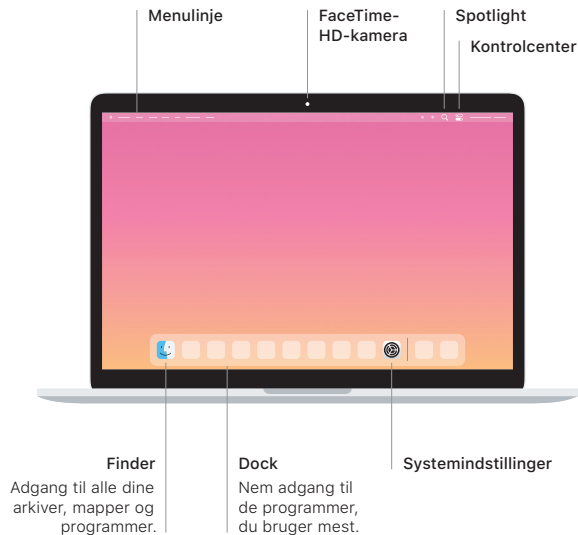 Menulinje
FaceTime-
HD-kamera
Spotlight
Kontrolcenter
Finder
Adgang til alle dine
arkiver, mapper og
programmer.
Dock
Nem adgang til
de programmer,
du bruger mest.
Systemindstillinger